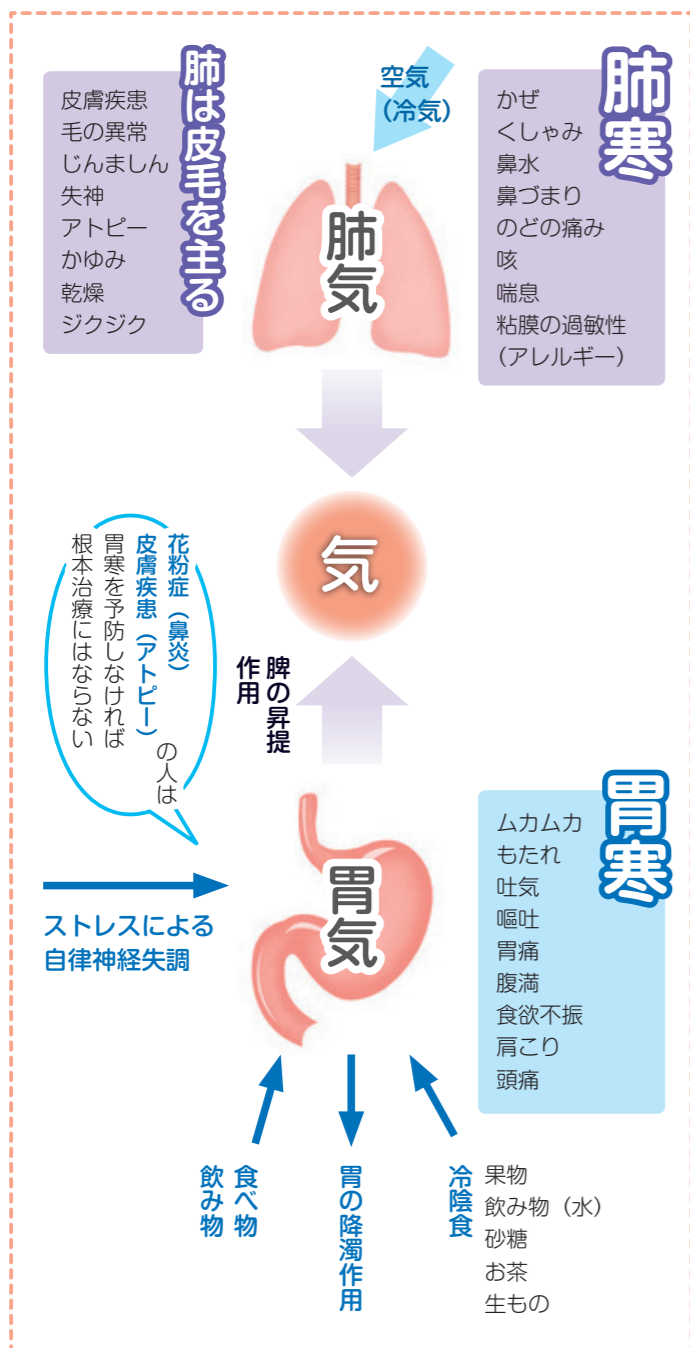 肺は皮毛を主る
皮膚疾患
毛の異常
じんましん
失神
アトピー
かゆみ
乾燥
ジクジク
空気
（冷気）
肺気
肺寒
かぜ
くしゃみ
鼻水
鼻づまり
のどの痛み
咳
喘息
粘膜の過敏性
（アレルギー）
気
花粉症（鼻炎）
皮膚疾患（アトピー）
の人は
胃寒を予防しなければ
根本治療にはならない
脾の昇提
作用
胃気
ストレスによる
自律神経失調
胃寒
ムカムカ
もたれ
吐気
嘔吐
胃痛
腹満
食欲不振
肩こり
頭痛
食べ物
飲み物
胃の降濁作用
冷陰食
果物
飲み物（水）
砂糖
お茶
生もの